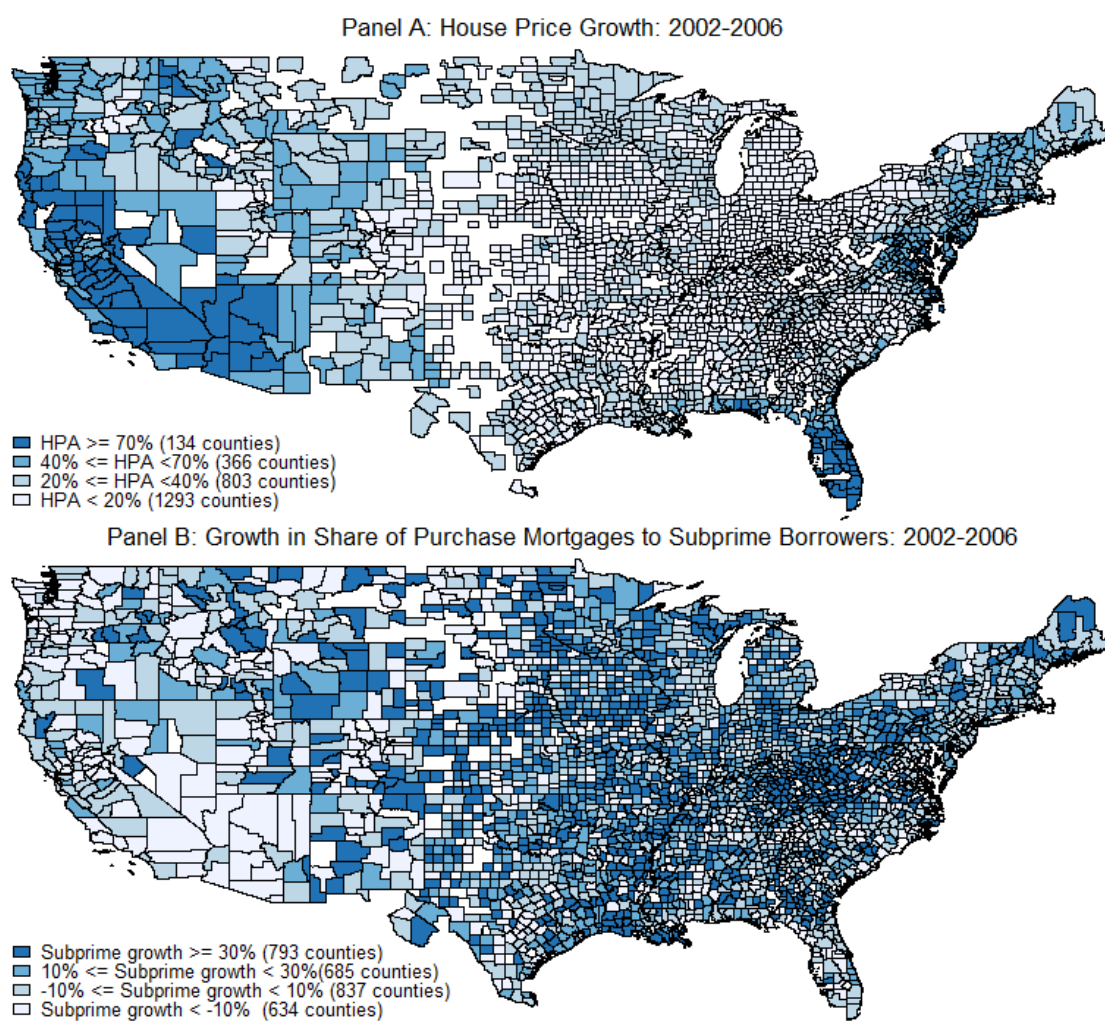 Panel A: House Price Growth: 2002-2006
HPA >= 70% (134 counties)
40% <= HPA <70% (366 counties)
20% <= HPA <40% (803 counties)
HPA < 20% (1293 counties)
Panel B: Growth in Share of Purchase Mortgages to Subprime Borrowers: 2002-2006
Subprime growth >= 30% (793 counties)
10% <= Subprime growth < 30%(685 counties)
-10% <= Subprime growth < 10% (837 counties)
Subprime growth < -10% (634 counties)